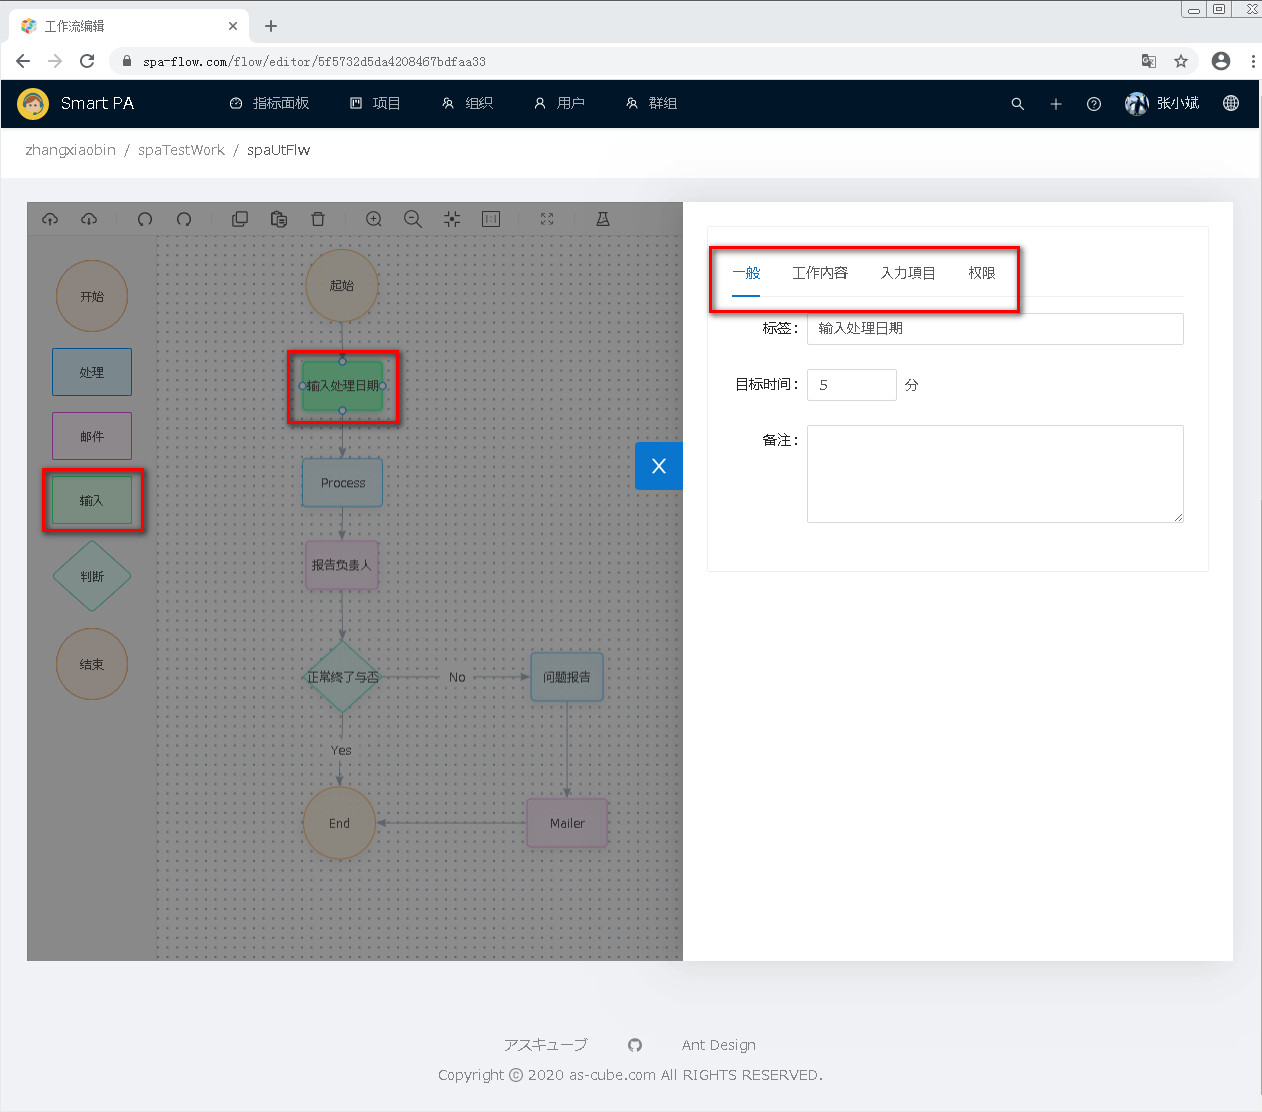 工作流编辑
spa-flow.com/flow/editor/5f5732d5da4208467bdfaa33
Smart PA 指标面板 项目 组织 用户 群组 张小斌
zhangxiaobin / spaTestWork / spaUtFlw
开始
处理
邮件
输入
判断
结束
起始
输入处理日期
Process
报告负责人
正常终了与否
No
问题报告
Yes
End
Mailer
X
一般 工作内容 入力項目 权限
标签: 输入处理日期
目标时间: 5 分
备注:
アスキューブ Ant Design
Copyright © 2020 as-cube.com All RIGHTS RESERVED.